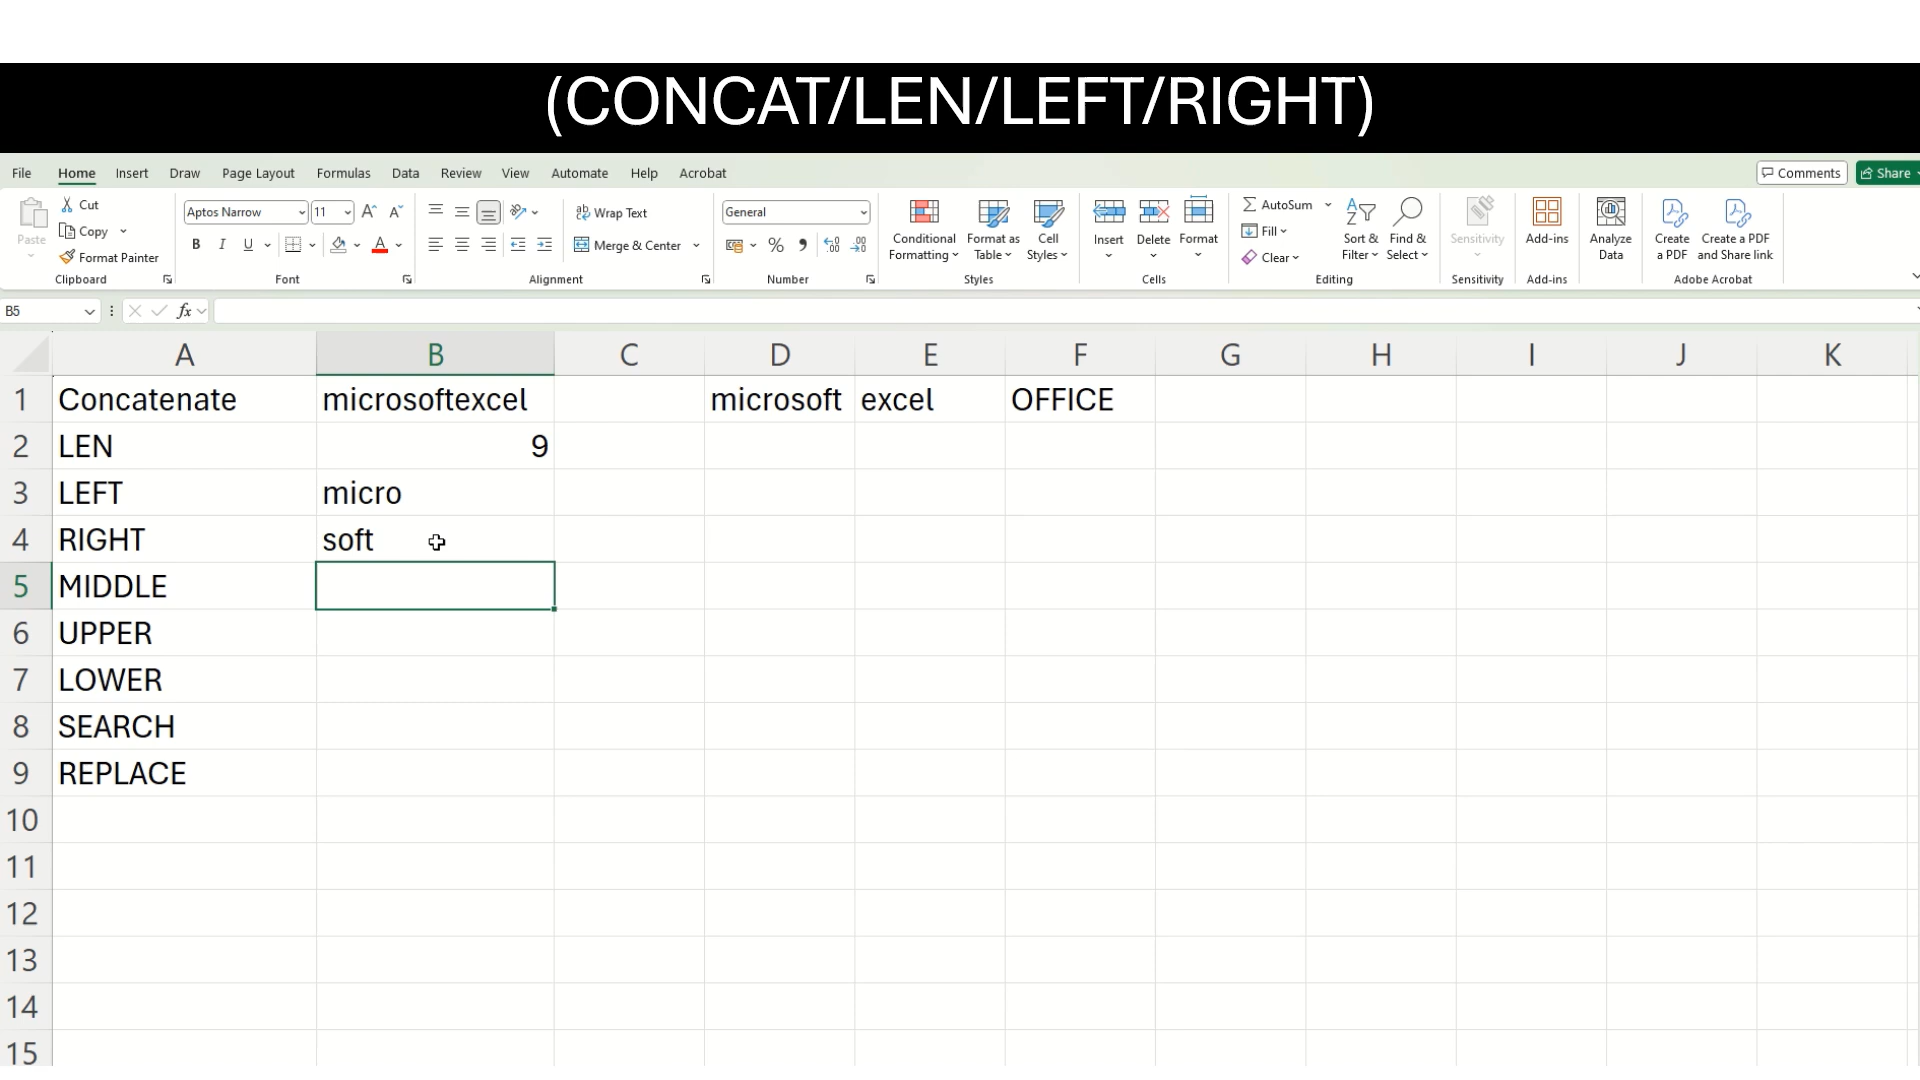 (CONCAT/LEN/LEFT/RIGHT)
File Home Insert Draw Page Layout Formulas Data Review View Automate Help Acrobat Comments Share
Paste
Cut
Copy
Format Painter
Clipboard
Aptos Narrow 11
B I U
Font
Wrap Text
Merge & Center
Alignment
General
Number
Conditional Formatting
Format as Table
Cell Styles
Styles
Insert
Delete
Format
Cells
AutoSum
Fill
Clear
Sort & Filter
Find & Select
Editing
Sensitivity
Sensitivity
Add-ins
Add-ins
Analyze Data
Create a PDF
Create a PDF and Share link
Adobe Acrobat
B5 fx
A B C D E F G H I J K
1 Concatenate microsoftexcel microsoft excel OFFICE
2 LEN 9
3 LEFT micro
4 RIGHT soft
5 MIDDLE
6 UPPER
7 LOWER
8 SEARCH
9 REPLACE
10
11
12
13
14
15